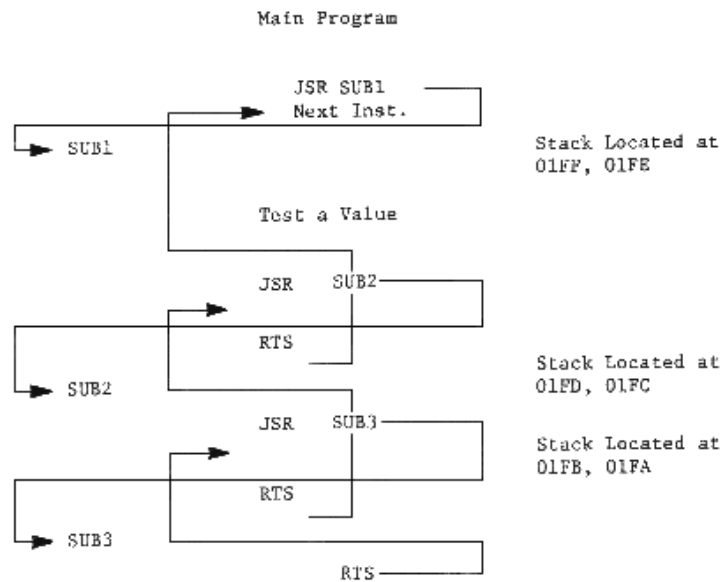 Main Program
JSR SUB1
Next Inst.
SUB1
Stack Located at
01FF, 01FE
Test a Value
JSR SUB2
RTS
SUB2
Stack Located at
01FD, 01FC
JSR SUB3
Stack Located at
01FB, 01FA
RTS
SUB3
RTS